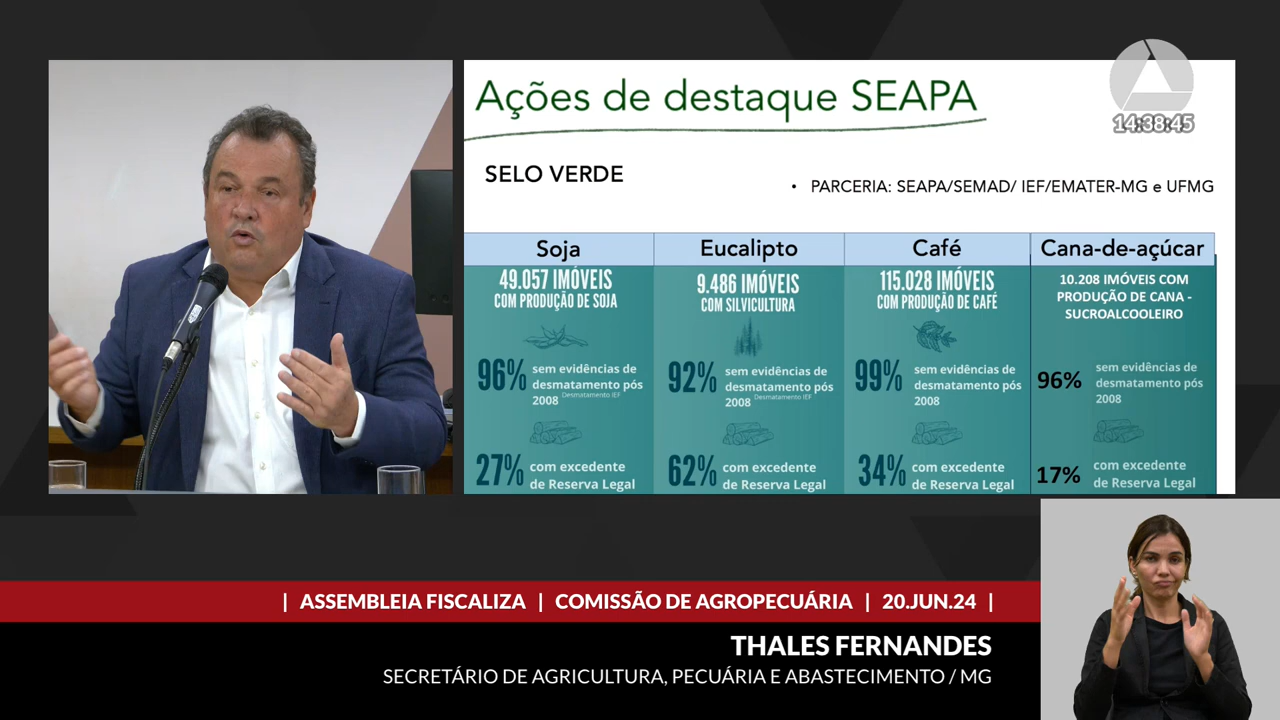 Ações de destaque SEAPA
14:38:45
SELO VERDE
• PARCERIA: SEAPA/SEMAD/ IEF/EMATER-MG e UFMG
Soja
Eucalipto
Café
Cana-de-açúcar
49.057 IMÓVEIS
COM PRODUÇÃO DE SOJA
96%
sem evidências de
desmatamento pós
2008 Desmatamento IEF
27%
com excedente
de Reserva Legal
9.486 IMÓVEIS
COM SILVICULTURA
92%
sem evidências de
desmatamento pós
2008 Desmatamento IEF
62%
com excedente
de Reserva Legal
115.028 IMÓVEIS
COM PRODUÇÃO DE CAFÉ
99%
sem evidências de
desmatamento pós
2008
34%
com excedente
de Reserva Legal
10.208 IMÓVEIS COM
PRODUÇÃO DE CANA -
SUCROALCOOLEIRO
96%
sem evidências de
desmatamento pós
2008
17%
com excedente
de Reserva Legal
| ASSEMBLEIA FISCALIZA | COMISSÃO DE AGROPECUÁRIA | 20.JUN.24 |
THALES FERNANDES
SECRETÁRIO DE AGRICULTURA, PECUÁRIA E ABASTECIMENTO / MG